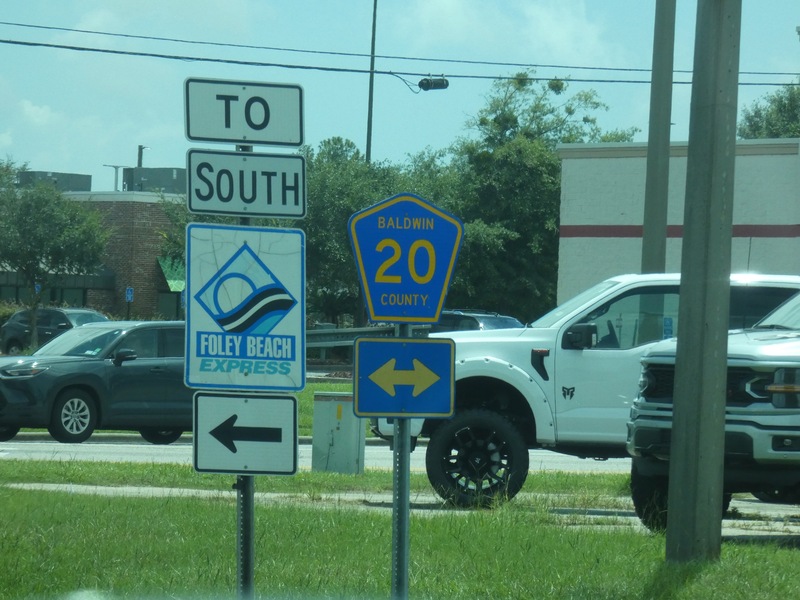 TO
SOUTH
FOLEY BEACH
EXPRESS
BALDWIN
20
COUNTY